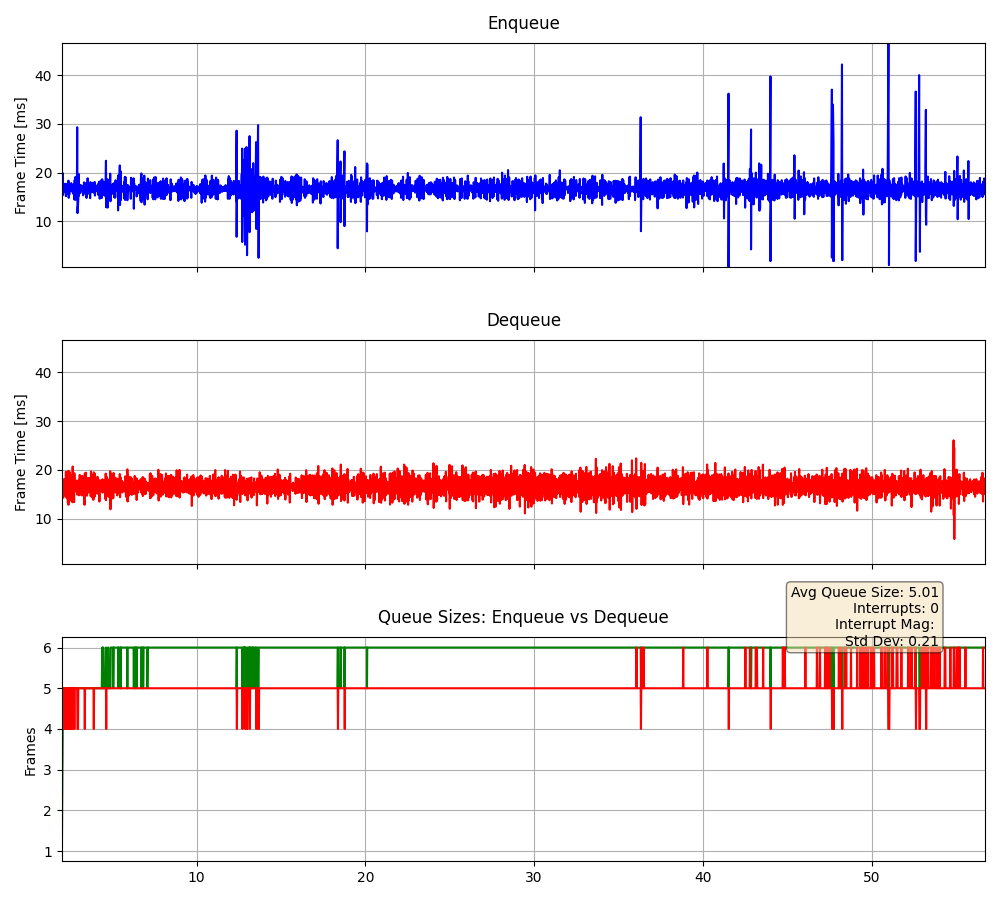 Enqueue
Frame Time [ms]
40
30
20
10
Dequeue
Frame Time [ms]
40
30
20
10
Avg Queue Size: 5.01
Interrupts: 0
Interrupt Mag:
Std Dev: 0.21
Queue Sizes: Enqueue vs Dequeue
Frames
6
5
4
3
2
1
10 20 30 40 50